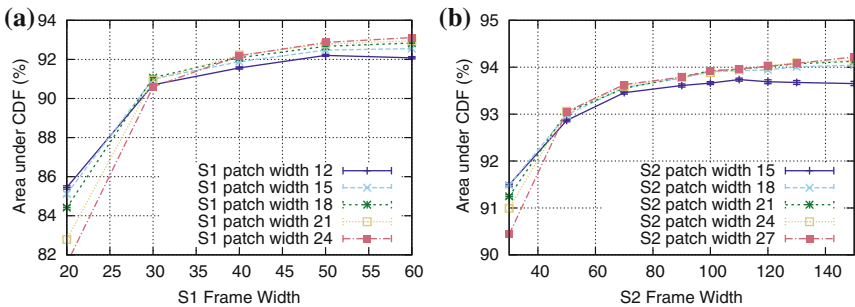 (a)
94
92
90
88
86
84
82
Area under CDF (%)
20 25 30 35 40 45 50 55 60
S1 Frame Width
S1 patch width 12
S1 patch width 15
S1 patch width 18
S1 patch width 21
S1 patch width 24
(b)
95
94
93
92
91
90
Area under CDF (%)
40 60 80 100 120 140
S2 Frame Width
S2 patch width 15
S2 patch width 18
S2 patch width 21
S2 patch width 24
S2 patch width 27